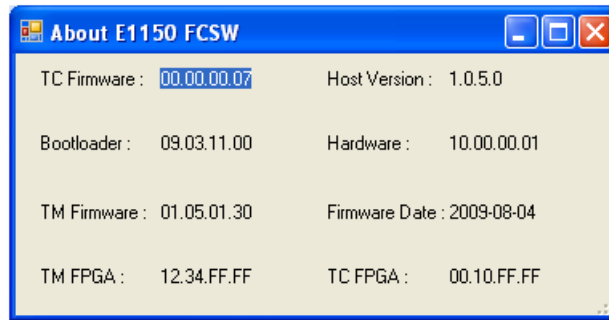 About E1150 FCSW
TC Firmware : 00.00.00.07 Host Version : 1.0.5.0
Bootloader : 09.03.11.00 Hardware : 10.00.00.01
TM Firmware : 01.05.01.30 Firmware Date : 2009-08-04
TM FPGA : 12.34.FF.FF TC FPGA : 00.10.FF.FF